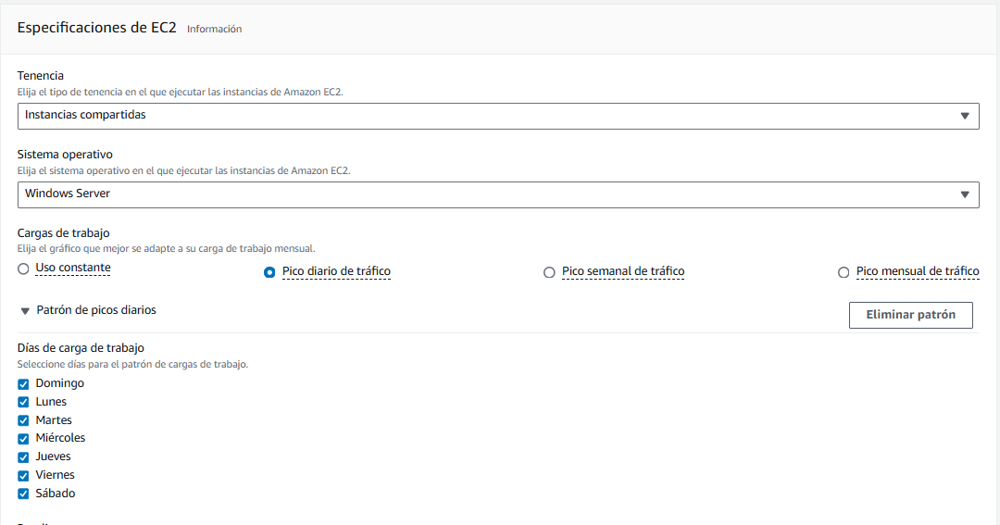 Especificaciones de EC2 Información
Tenencia
Elija el tipo de tenencia en el que ejecutar las instancias de Amazon EC2.
Instancias compartidas
Sistema operativo
Elija el sistema operativo en el que ejecutar las instancias de Amazon EC2.
Windows Server
Cargas de trabajo
Elija el gráfico que mejor se adapte a su carga de trabajo mensual.
Uso constante Pico diario de tráfico Pico semanal de tráfico Pico mensual de tráfico
Patrón de picos diarios Eliminar patrón
Días de carga de trabajo
Seleccione días para el patrón de cargas de trabajo.
Domingo
Lunes
Martes
Miércoles
Jueves
Viernes
Sábado